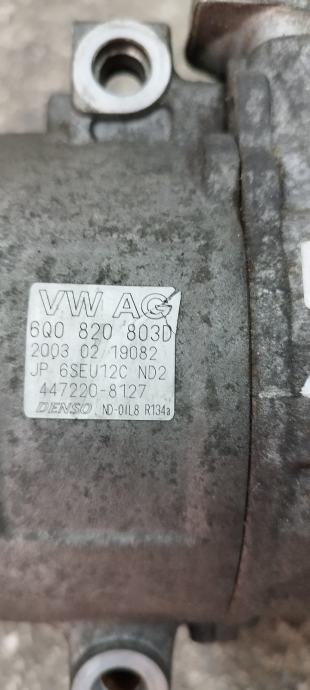 VW AG
6Q0 820 803D
2003 02 19082
JP 6SEU12C ND2
447220-8127
DENSO ND-OIL8 R134a